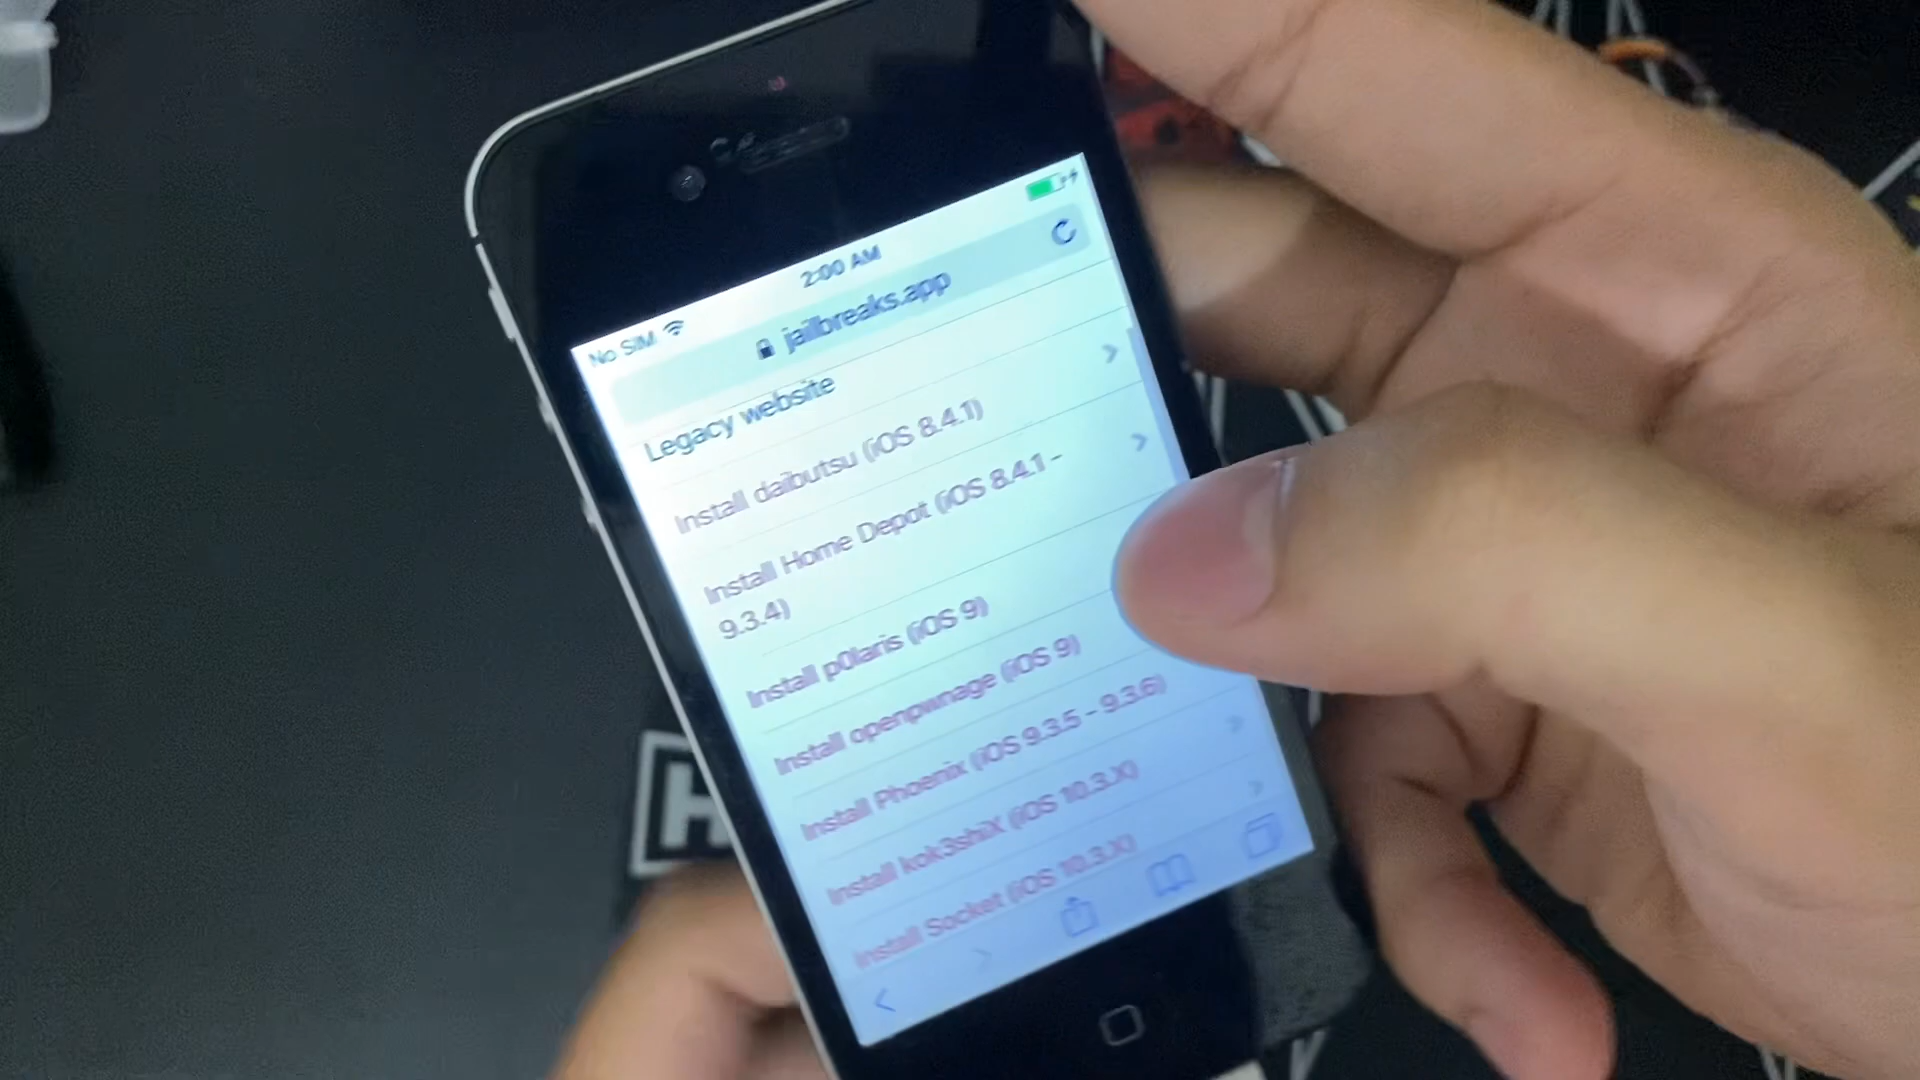 No SIM
2:00 AM
jailbreaks.app
Legacy website
Install daibutsu (iOS 8.4.1)
Install Home Depot (iOS 8.4.1 -
9.3.4)
Install p0laris (iOS 9)
Install openpwnage (iOS 9)
Install Phoenix (iOS 9.3.5 - 9.3.6)
Install kok3shiX (iOS 10.3.X)
Install Socket (iOS 10.3.X)
H